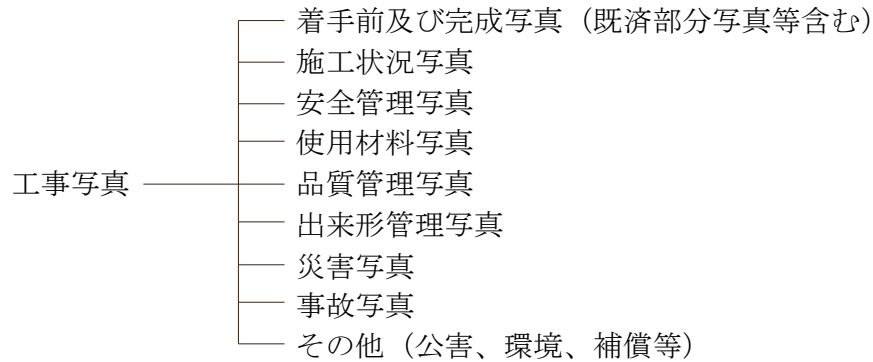 着手前及び完成写真（既済部分写真等含む）
施工状況写真
安全管理写真
使用材料写真
工事写真
品質管理写真
出来形管理写真
災害写真
事故写真
その他（公害、環境、補償等）